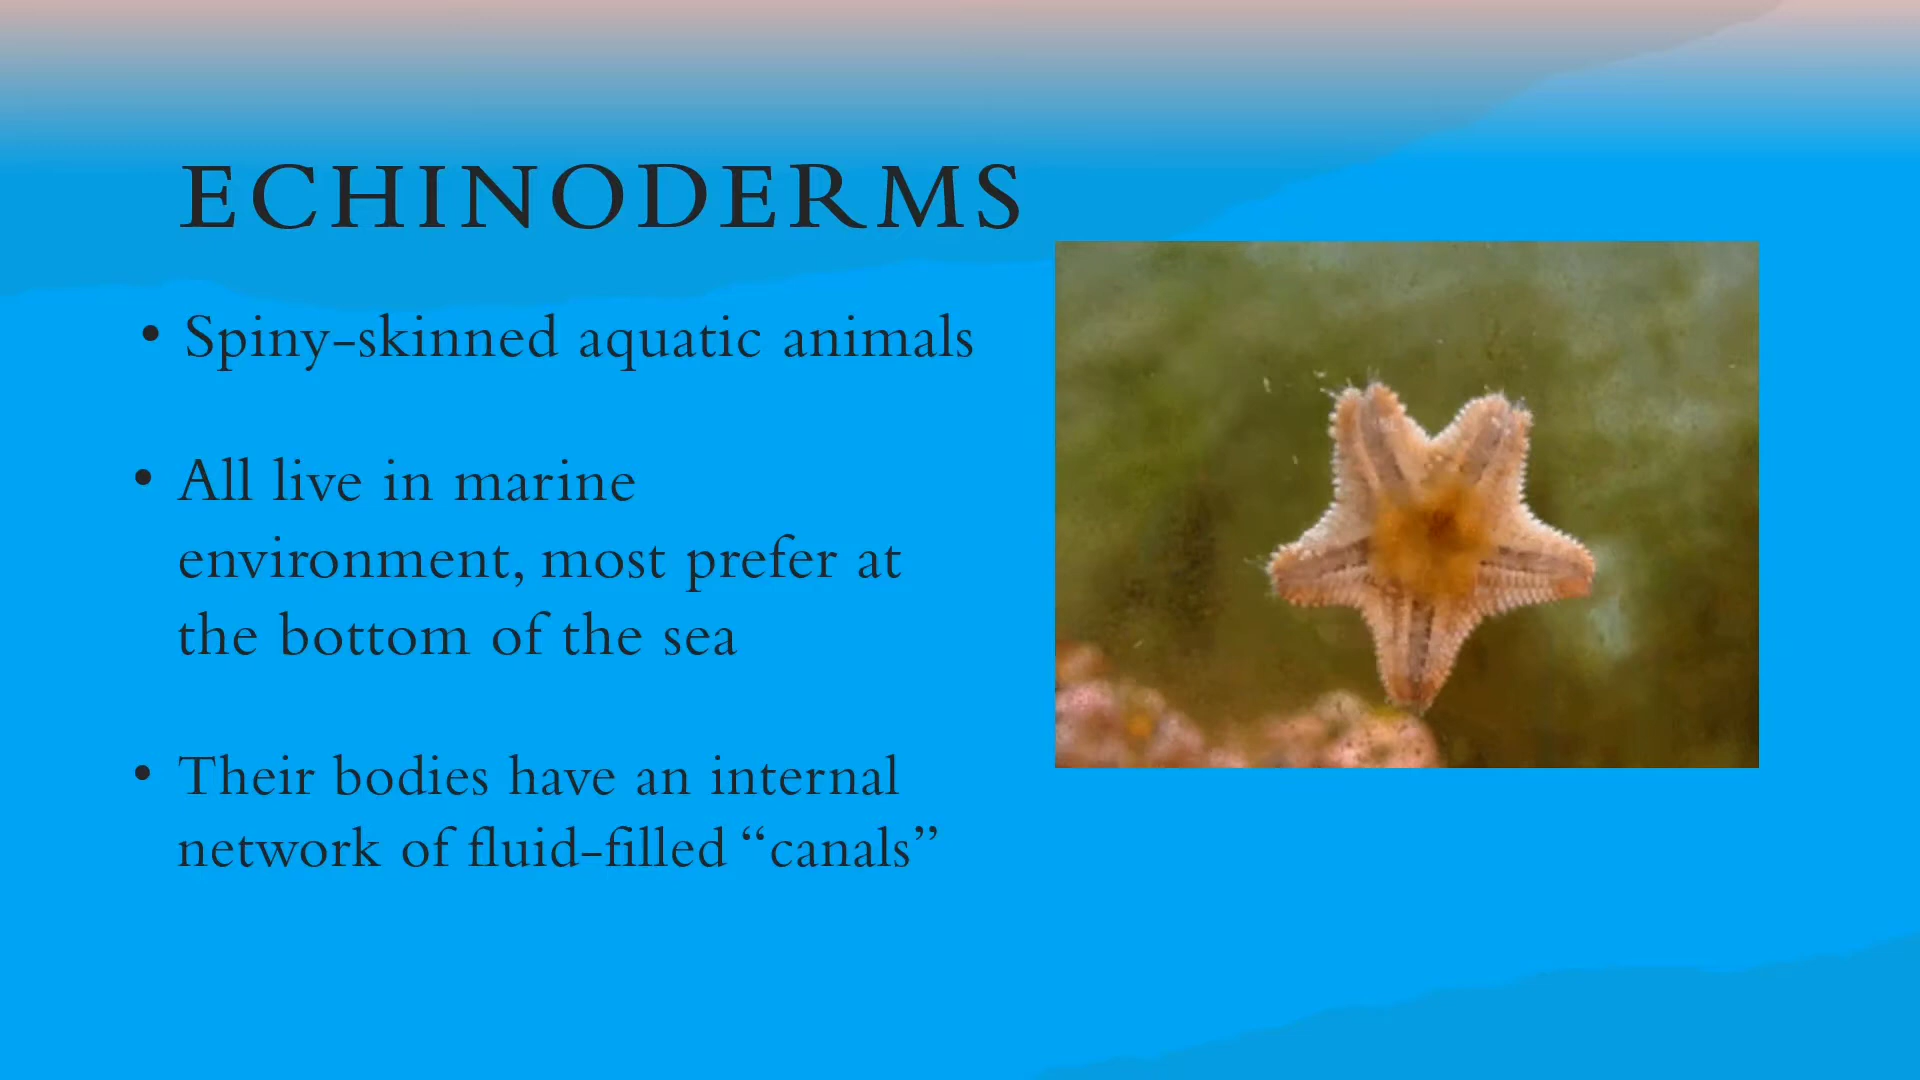 ECHINODERMS
• Spiny-skinned aquatic animals
• All live in marine
environment, most prefer at
the bottom of the sea
• Their bodies have an internal
network of fluid-filled “canals”